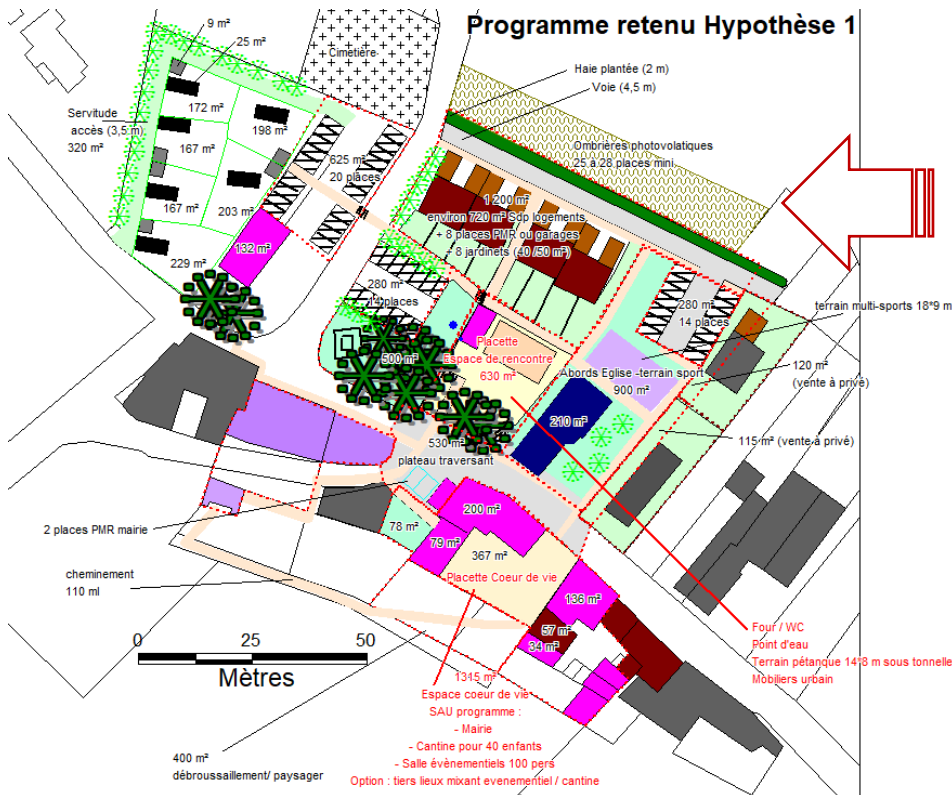 Programme retenu Hypothèse 1
9 m²
25 m²
Cimetière
Haie plantée (2 m)
Voie (4,5 m)
Servitude
accès (3,5 m)
320 m²
172 m²
198 m²
167 m²
167 m²
203 m²
229 m²
132 m²
625 m²
20 places
Ombrières photovolatiques
25 à 28 places mini.
1 200 m²
environ 720 m² Sdp logements
+ 8 places PMR ou garages
+ 8 jardinets (40 /50 m²)
280 m²
14 places
280 m²
14 places
terrain multi-sports 18*9 m
Placette
Espace de rencontre
630 m²
500 m²
Abords Eglise -terrain sport
900 m²
120 m²
(vente à privé)
210 m²
115 m² (vente à privé)
530 m²
plateau traversant
2 places PMR mairie
78 m²
79 m²
200 m²
367 m²
Placette Coeur de vie
cheminement
110 ml
136 m²
57 m²
34 m²
0 25 50
Mètres
Four / WC
Point d'eau
Terrain pétanque 14*8 m sous tonnelle
Mobiliers urbain
1315 m²
Espace coeur de vie
SAU programme :
- Mairie
- Cantine pour 40 enfants
- Salle évènementiels 100 pers
Option : tiers lieux mixant evenementiel / cantine
400 m²
débroussaillement/ paysager